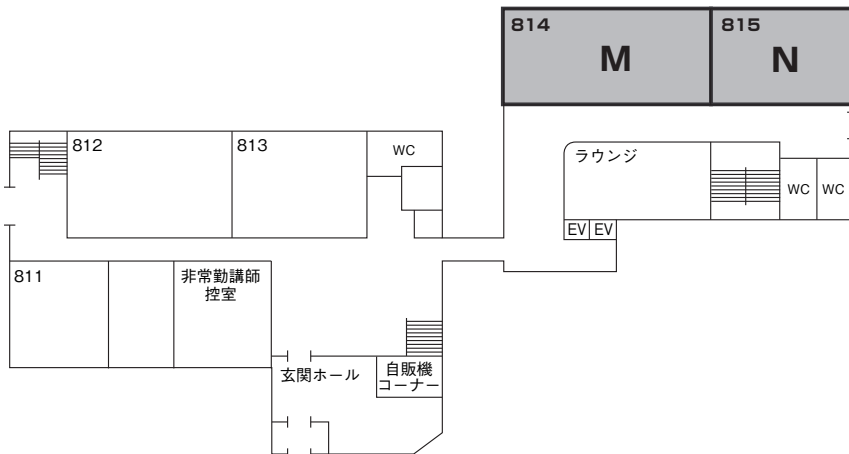 814
M
815
N
812
813
WC
ラウンジ
WC
WC
EV
EV
811
非常勤講師
控室
玄関ホール
自販機
コーナー